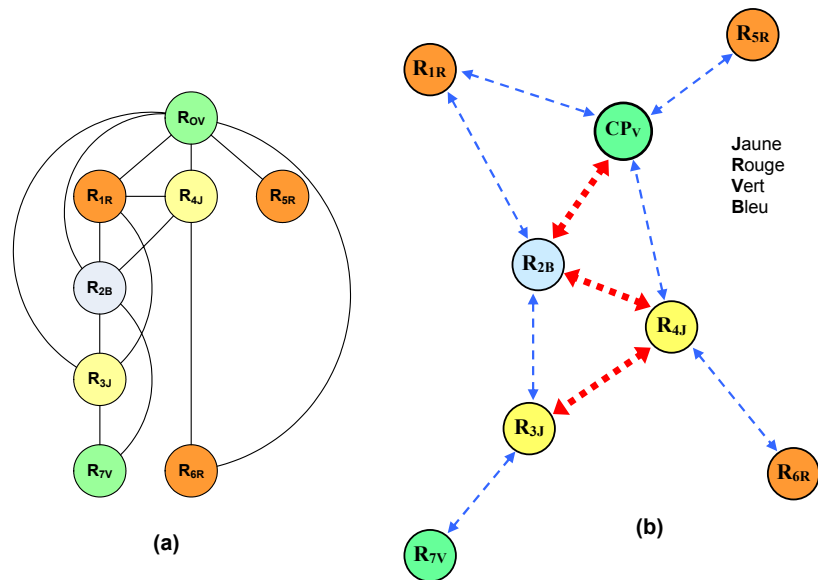 R0V
R1R
R4J
R5R
R2B
R3J
R7V
R6R
(a)
R1R
R5R
CPV
R2B
R4J
R3J
R6R
R7V
Jaune
Rouge
Vert
Bleu
(b)